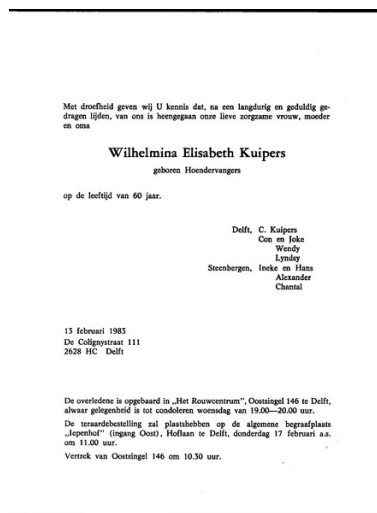 Met droefheid geven wij U kennis dat, na een langdurig en geduldig ge-
dragen lijden, van ons is heengegaan onze lieve zorgzame vrouw, moeder
en oma
Wilhelmina Elisabeth Kuipers
geboren Hoendervangers
op de leeftijd van 60 jaar.
Delft, C. Kuipers
Con en Joke
Wendy
Lyndsy
Steenbergen, Ineke en Hans
Alexander
Chantal
13 februari 1983
De Colignystraat 111
2628 HC Delft
De overledene is opgebaard in „Het Rouwcentrum", Oostsingel 146 te Delft,
alwaar gelegenheid is tot condoleren woensdag van 19.00—20.00 uur.
De teraardebestelling zal plaatshebben op de algemene begraafplaats
„Iepenhof" (ingang Oost), Hoflaan te Delft, donderdag 17 februari a.s.
om 11.00 uur.
Vertrek van Oostsingel 146 om 10.30 uur.